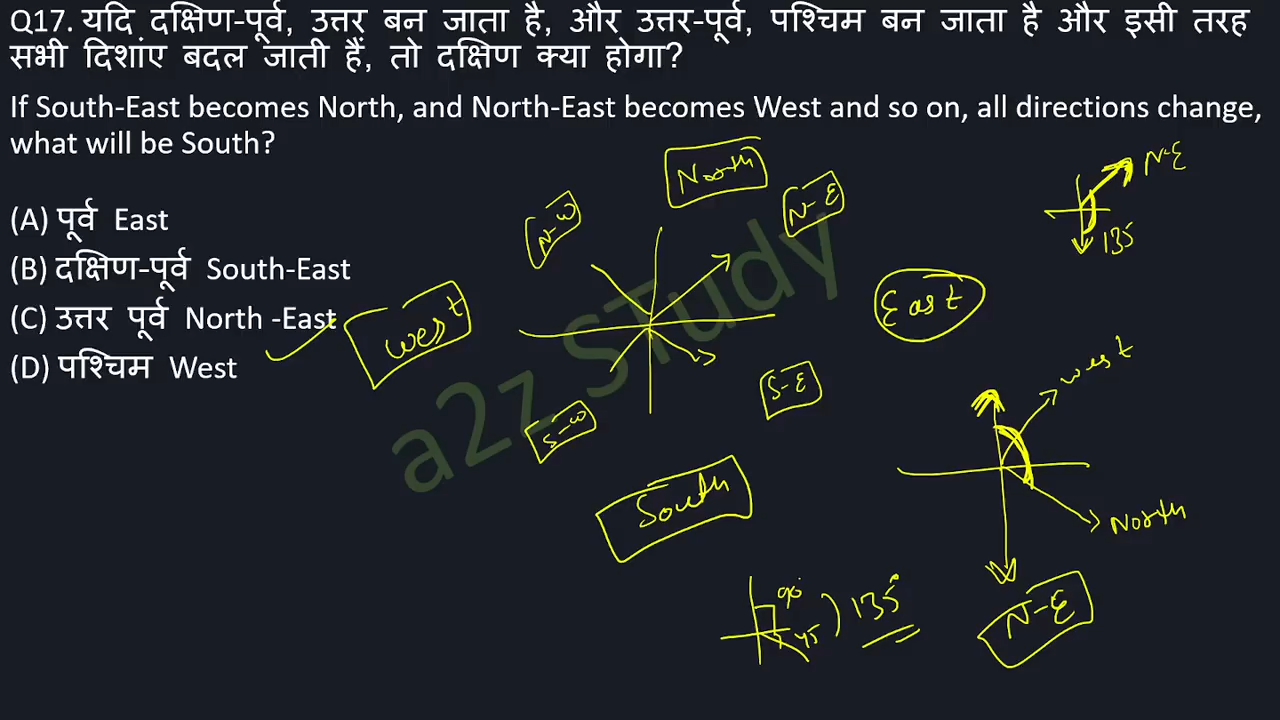 Q17. यदि दक्षिण-पूर्व, उत्तर बन जाता है, और उत्तर-पूर्व, पश्चिम बन जाता है और इसी तरह
सभी दिशांए बदल जाती हैं, तो दक्षिण क्या होगा?
If South-East becomes North, and North-East becomes West and so on, all directions change,
what will be South?
(A) पूर्व East
(B) दक्षिण-पूर्व South-East
(C) उत्तर पूर्व North -East
(D) पश्चिम West
North
N-E
N-W
N-E
135
West
East
West
S-E
S-W
South
North
90°
45
135°
N-E
a2z STudy